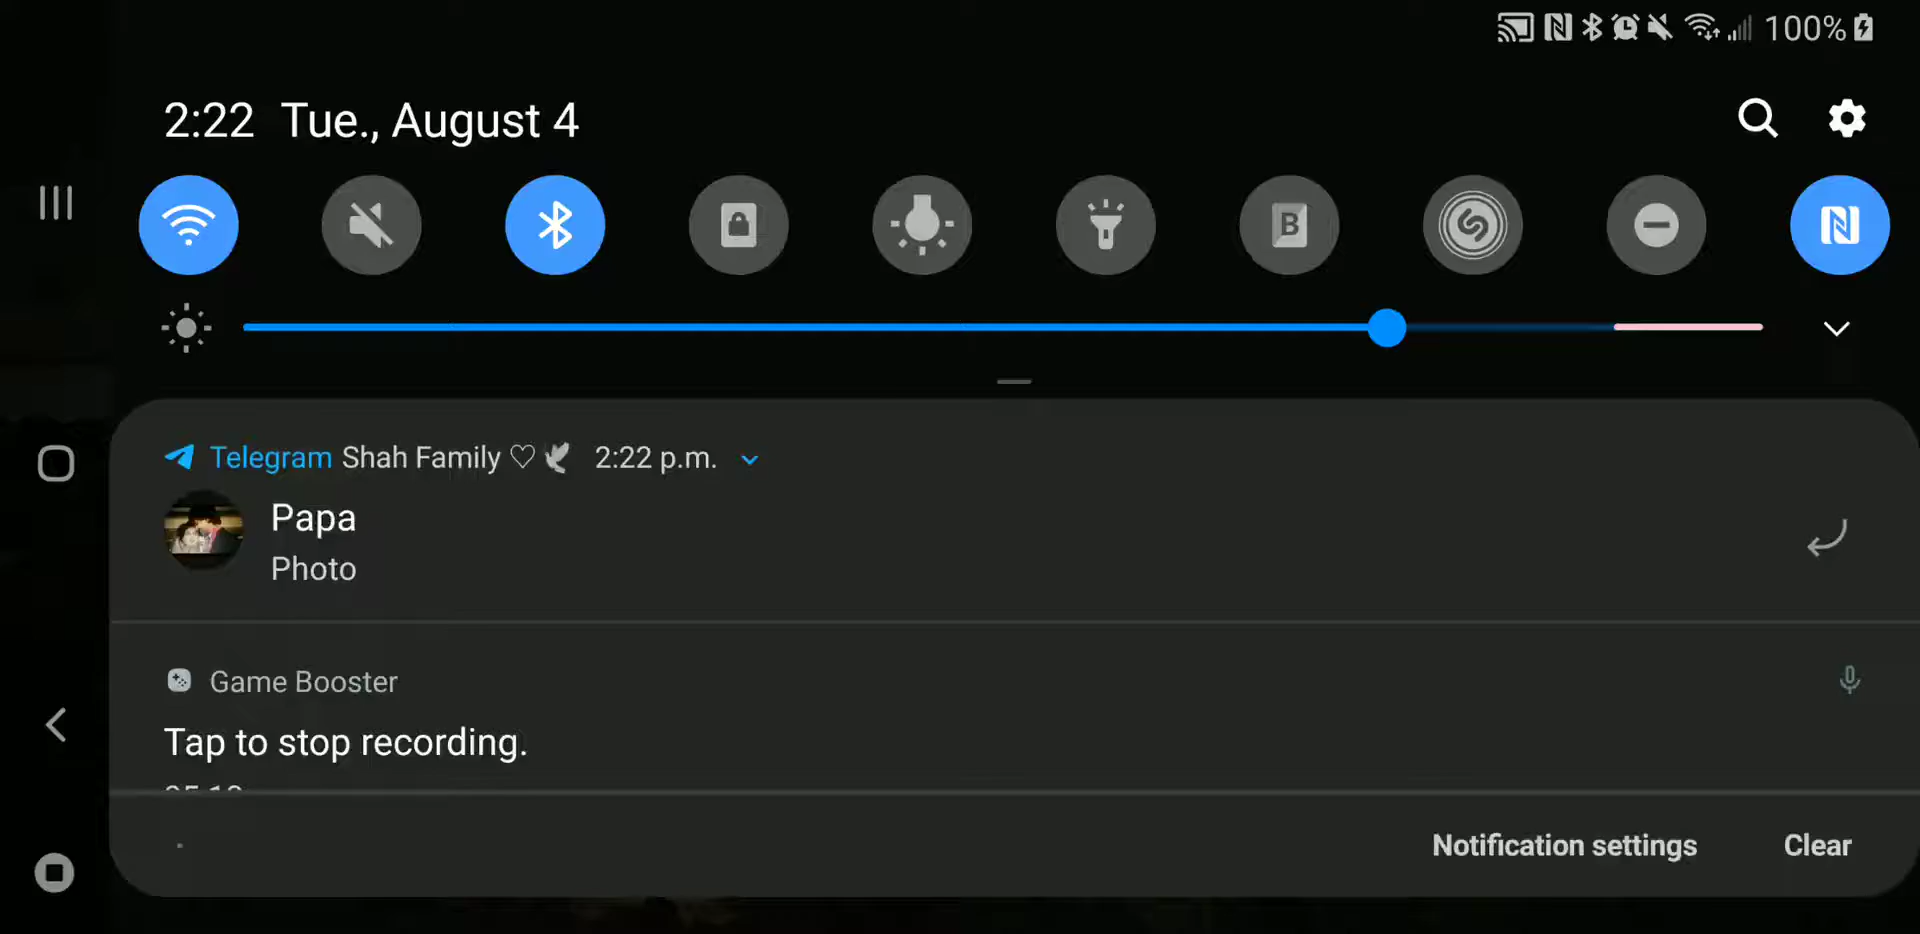 100%
2:22 Tue., August 4
B
Telegram Shah Family ♡🕊 2:22 p.m.
Papa
Photo
Game Booster
Tap to stop recording.
Notification settings Clear